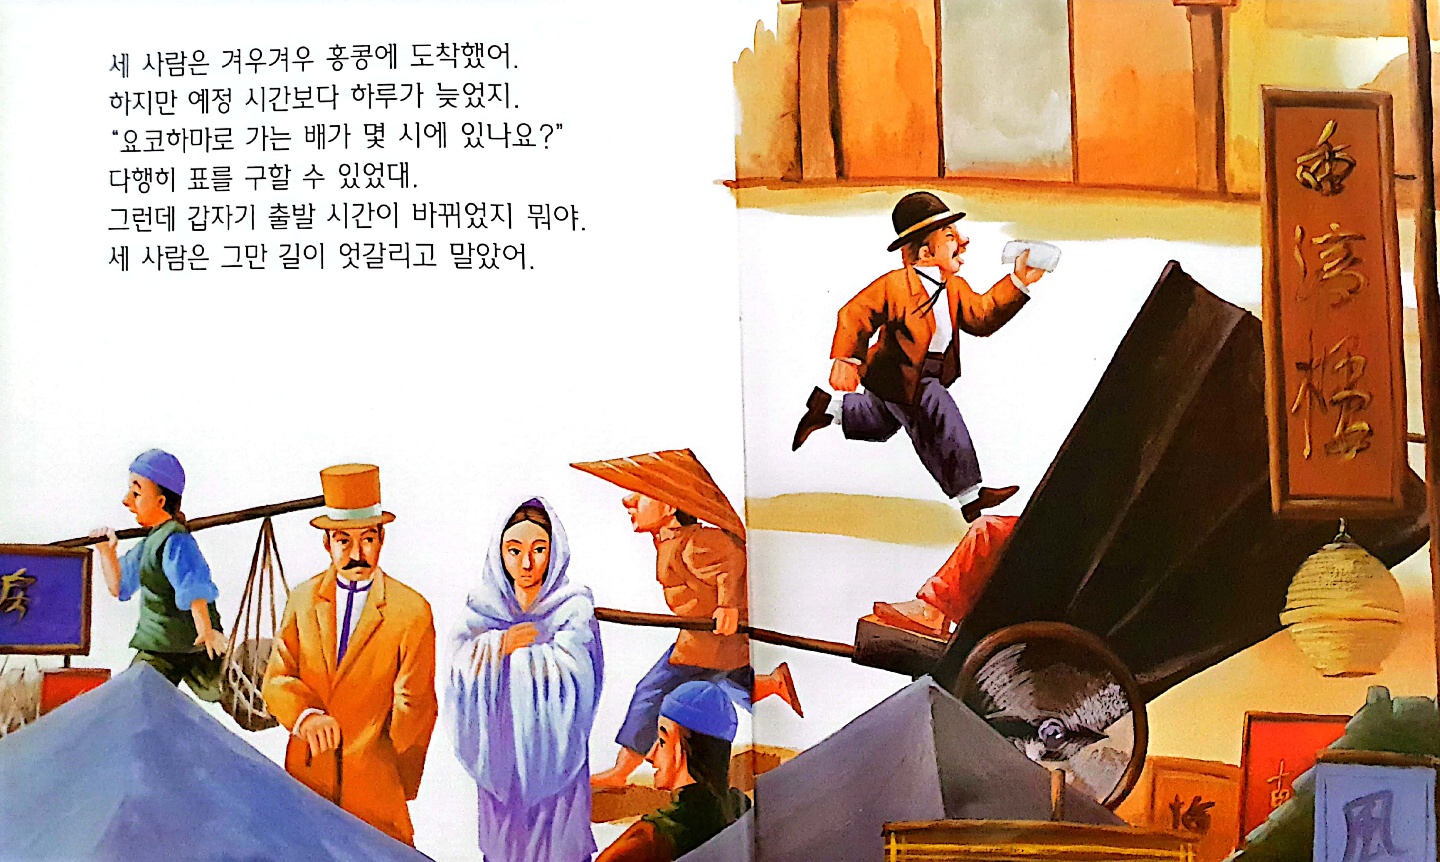 세 사람은 겨우겨우 홍콩에 도착했어.
하지만 예정 시간보다 하루가 늦었지.
“요코하마로 가는 배가 몇 시에 있나요?”
다행히 표를 구할 수 있었대.
그런데 갑자기 출발 시간이 바뀌었지 뭐야.
세 사람은 그만 길이 엇갈리고 말았어.